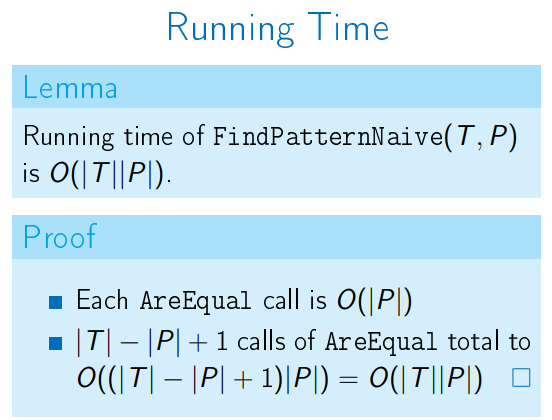 Running Time
Lemma
Running time of FindPatternNaive(T, P)
is O(|T||P|).
Proof
Each AreEqual call is O(|P|)
|T| − |P| + 1 calls of AreEqual total to
O((|T| − |P| + 1)|P|) = O(|T||P|) □